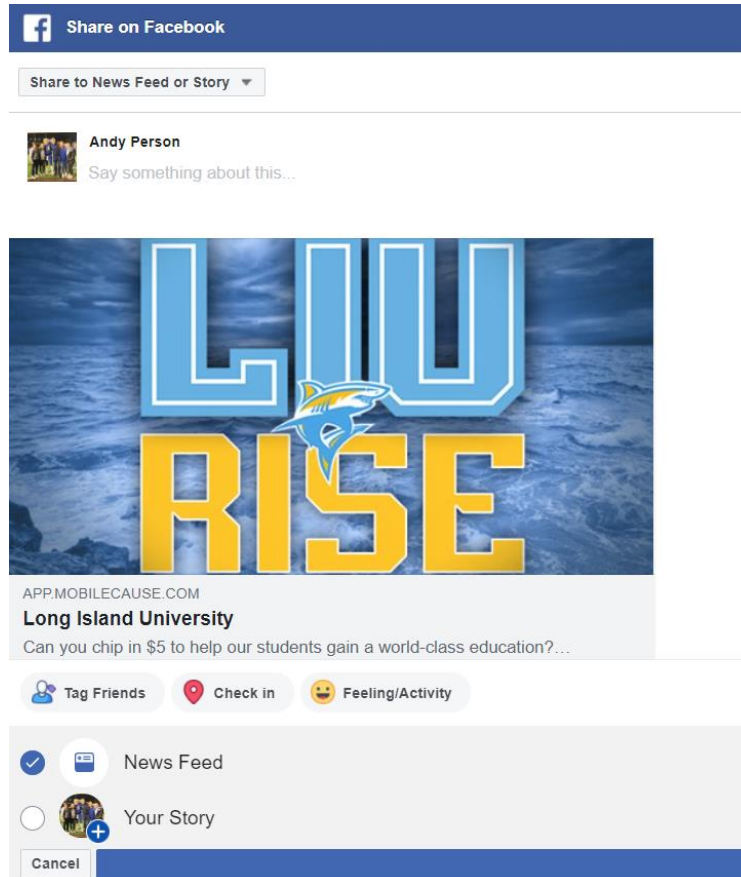 Share on Facebook
Share to News Feed or Story
Andy Person
Say something about this...
LIU
RISE
APP.MOBILECAUSE.COM
Long Island University
Can you chip in $5 to help our students gain a world-class education?...
Tag Friends
Check in
Feeling/Activity
News Feed
Your Story
Cancel